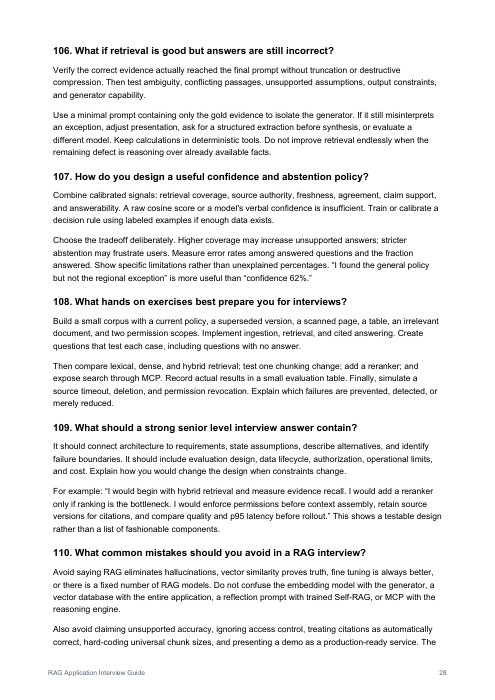 106. What if retrieval is good but answers are still incorrect?
Verify the correct evidence actually reached the final prompt without truncation or destructive
compression. Then test ambiguity, conflicting passages, unsupported assumptions, output constraints,
and generator capability.
Use a minimal prompt containing only the gold evidence to isolate the generator. If it still misinterprets
an exception, adjust presentation, ask for a structured extraction before synthesis, or evaluate a
different model. Keep calculations in deterministic tools. Do not improve retrieval endlessly when the
remaining defect is reasoning over already available facts.
107. How do you design a useful confidence and abstention policy?
Combine calibrated signals: retrieval coverage, source authority, freshness, agreement, claim support,
and answerability. A raw cosine score or a model's verbal confidence is insufficient. Train or calibrate a
decision rule using labeled examples if enough data exists.
Choose the tradeoff deliberately. Higher coverage may increase unsupported answers; stricter
abstention may frustrate users. Measure error rates among answered questions and the fraction
answered. Show specific limitations rather than unexplained percentages. “I found the general policy
but not the regional exception” is more useful than “confidence 62%.”
108. What hands on exercises best prepare you for interviews?
Build a small corpus with a current policy, a superseded version, a scanned page, a table, an irrelevant
document, and two permission scopes. Implement ingestion, retrieval, and cited answering. Create
questions that test each case, including questions with no answer.
Then compare lexical, dense, and hybrid retrieval; test one chunking change; add a reranker; and
expose search through MCP. Record actual results in a small evaluation table. Finally, simulate a
source timeout, deletion, and permission revocation. Explain which failures are prevented, detected, or
merely reduced.
109. What should a strong senior level interview answer contain?
It should connect architecture to requirements, state assumptions, describe alternatives, and identify
failure boundaries. It should include evaluation design, data lifecycle, authorization, operational limits,
and cost. Explain how you would change the design when constraints change.
For example: “I would begin with hybrid retrieval and measure evidence recall. I would add a reranker
only if ranking is the bottleneck. I would enforce permissions before context assembly, retain source
versions for citations, and compare quality and p95 latency before rollout.” This shows a testable design
rather than a list of fashionable components.
110. What common mistakes should you avoid in a RAG interview?
Avoid saying RAG eliminates hallucinations, vector similarity proves truth, fine tuning is always better,
or there is a fixed number of RAG models. Do not confuse the embedding model with the generator, a
vector database with the entire application, a reflection prompt with trained Self-RAG, or MCP with the
reasoning engine.
Also avoid claiming unsupported accuracy, ignoring access control, treating citations as automatically
correct, hard-coding universal chunk sizes, and presenting a demo as a production-ready service. The
RAG Application Interview Guide
28